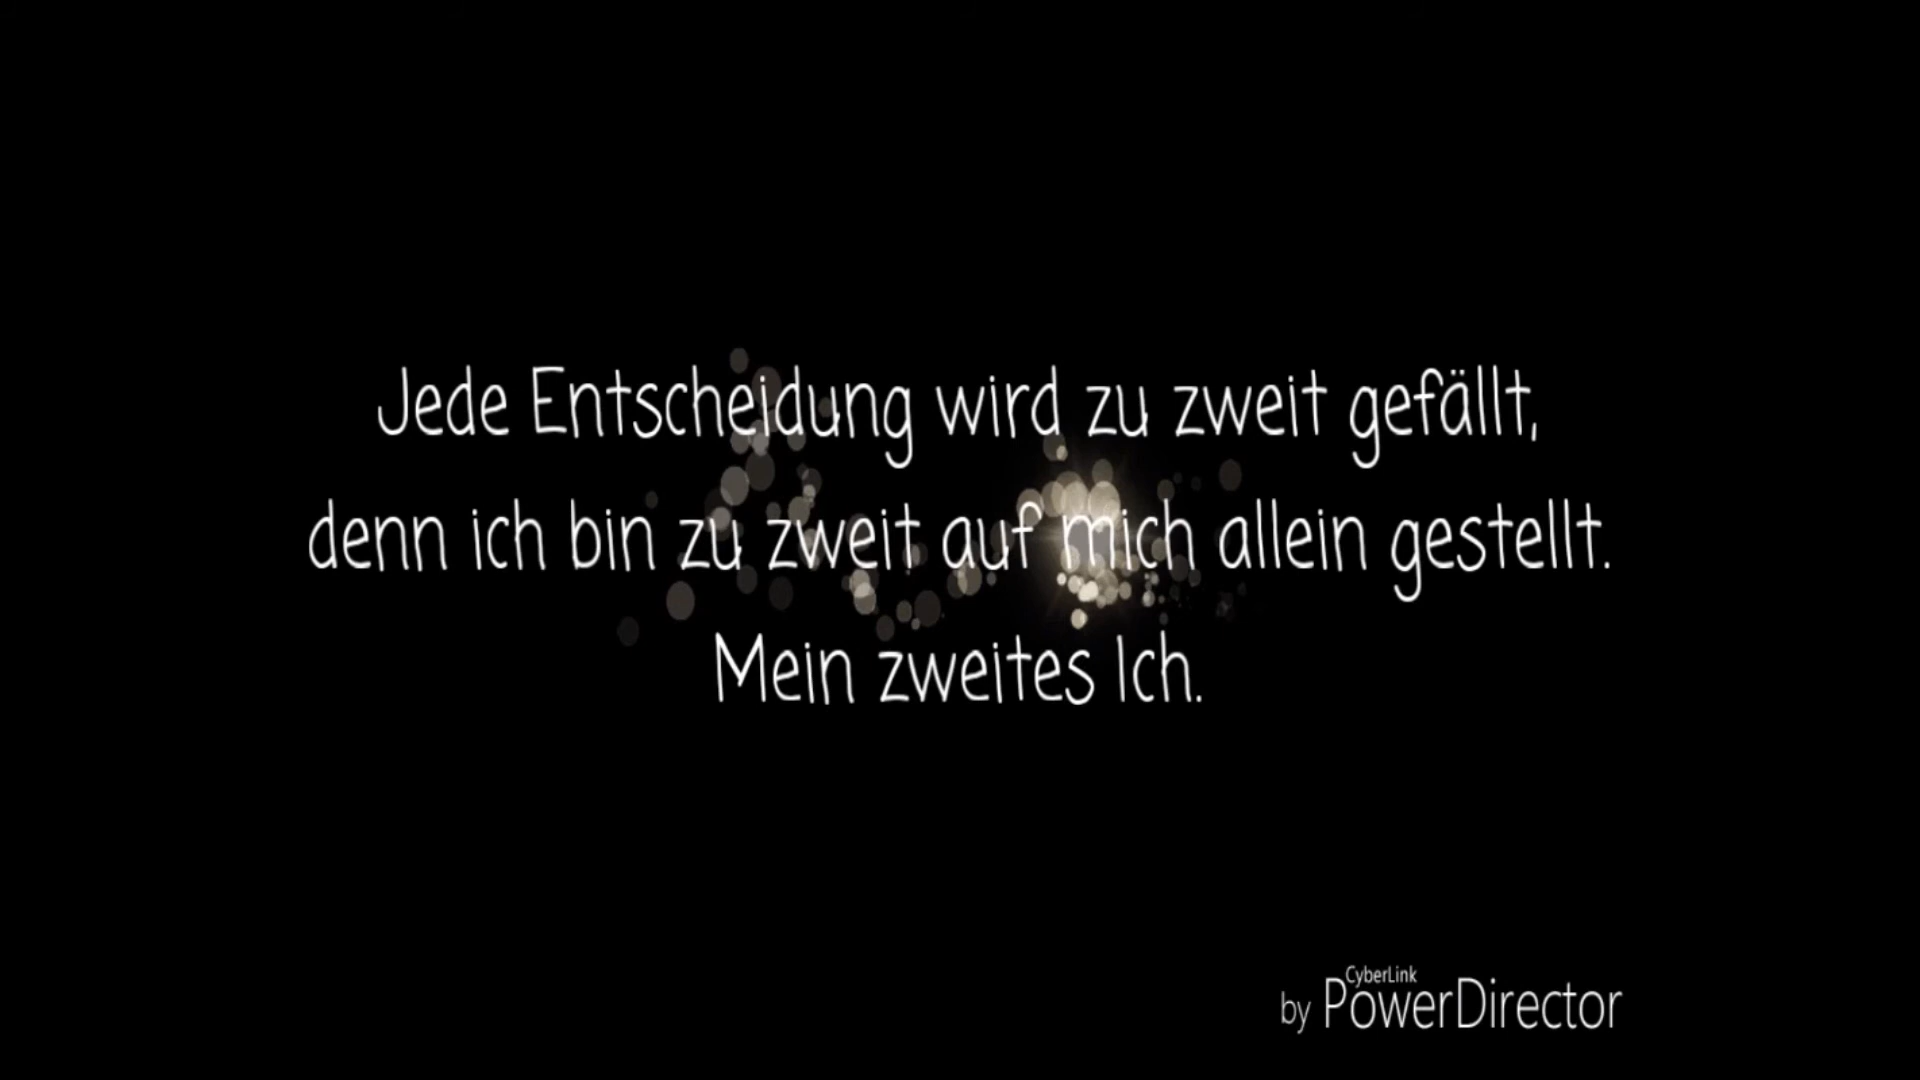 Jede Entscheidung wird zu zweit gefällt,
denn ich bin zu zweit auf mich allein gestellt.
Mein zweites Ich.
CyberLink
by PowerDirector